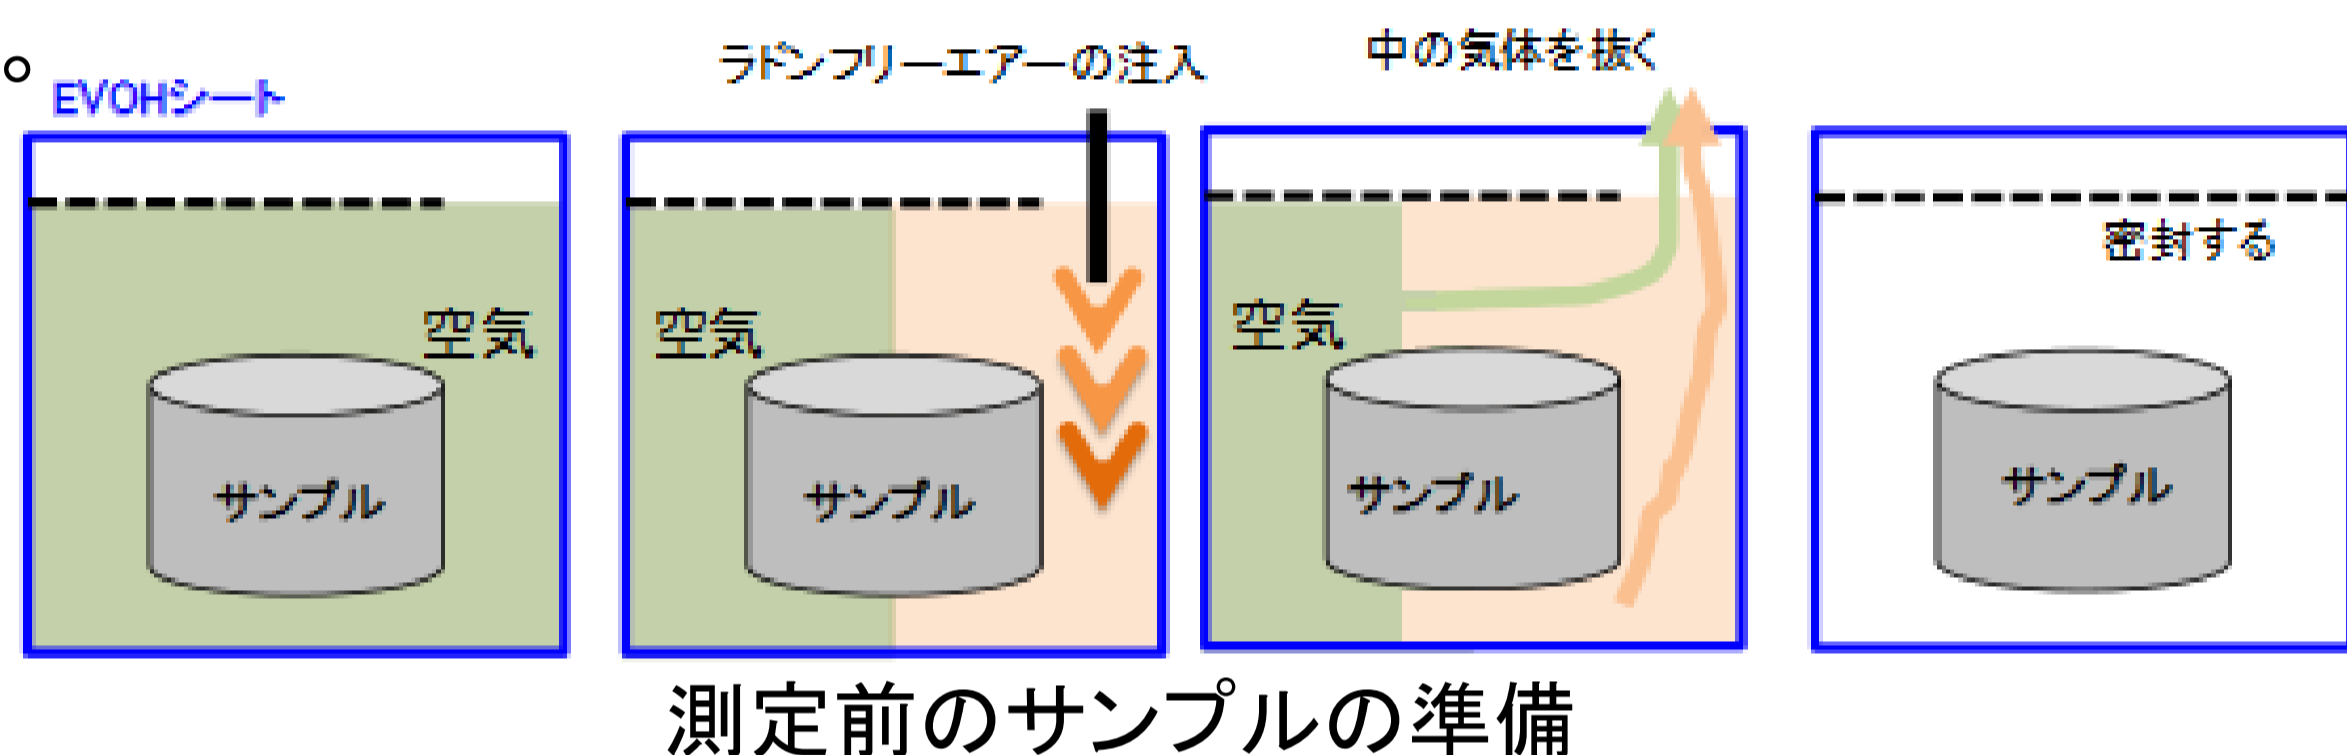 。
EVOHシート
ラドンフリーエアーの注入
中の気体を抜く
空気
サンプル
空気
サンプル
空気
サンプル
密封する
サンプル
測定前のサンプルの準備